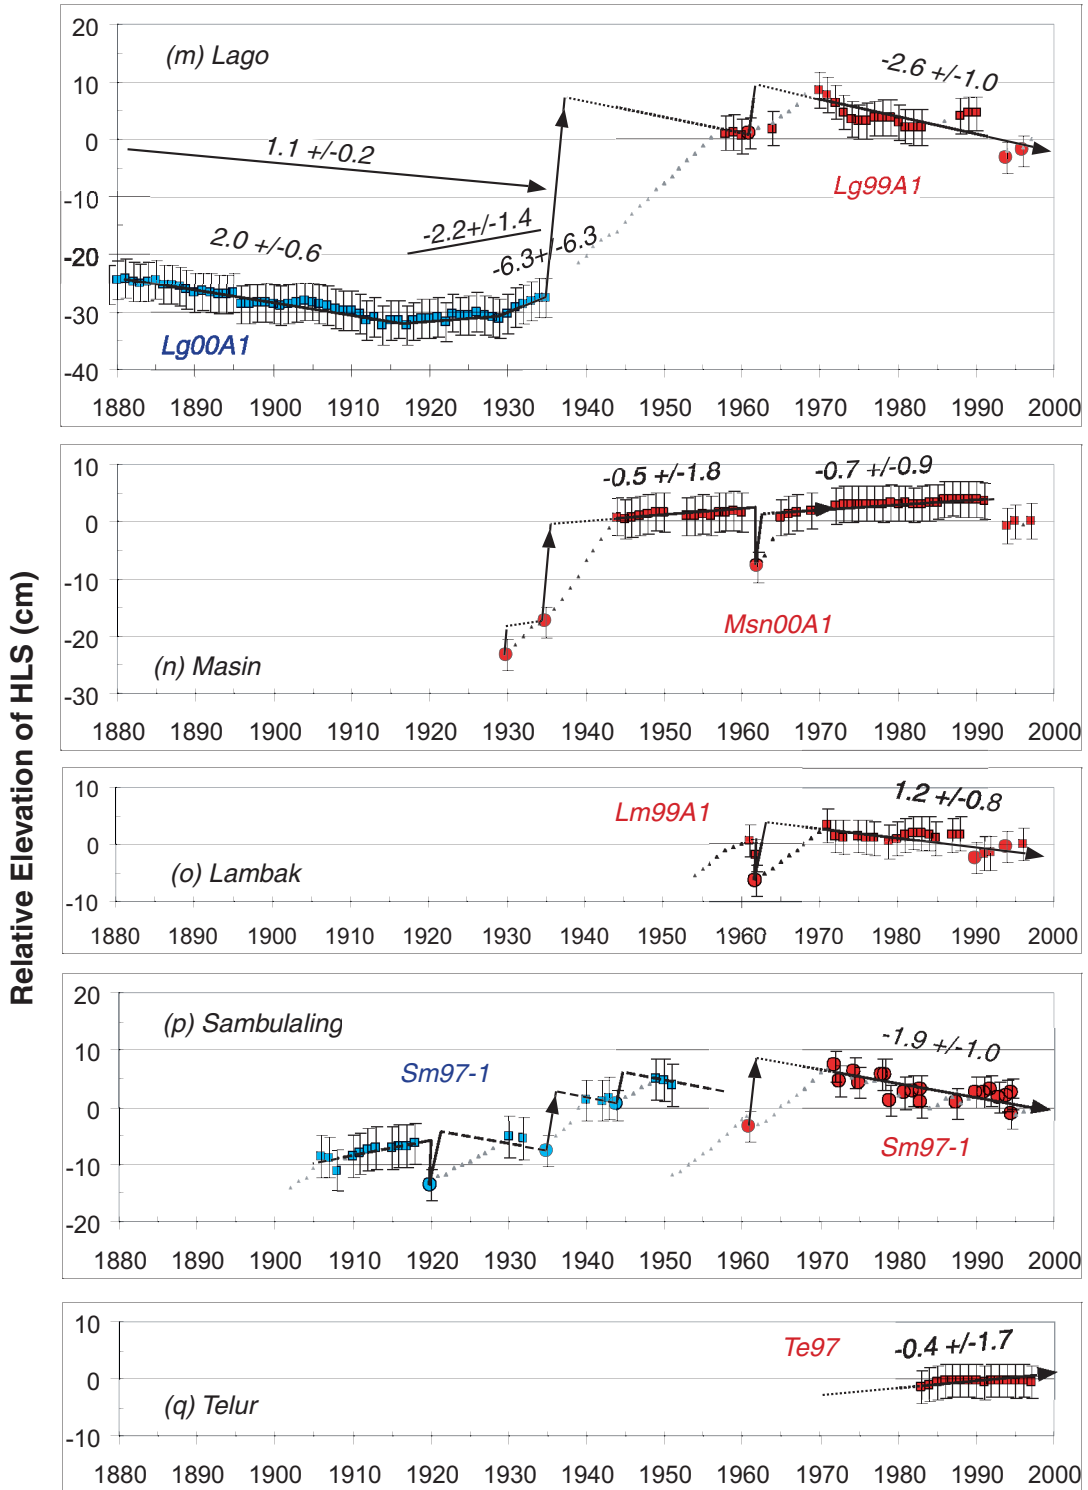 Relative Elevation of HLS (cm)
(m) Lago
20
10
0
-10
-20
-30
-40
1.1 +/-0.2
2.0 +/-0.6
-2.2+/-1.4
-6.3+/-6.3
-2.6 +/-1.0
Lg00A1
Lg99A1
1880 1890 1900 1910 1920 1930 1940 1950 1960 1970 1980 1990 2000
10
0
-10
-20
-30
-0.5 +/-1.8
-0.7 +/-0.9
Msn00A1
(n) Masin
1880 1890 1900 1910 1920 1930 1940 1950 1960 1970 1980 1990 2000
10
0
-10
Lm99A1
1.2 +/-0.8
(o) Lambak
1880 1890 1900 1910 1920 1930 1940 1950 1960 1970 1980 1990 2000
20
10
0
-10
-20
(p) Sambulaling
Sm97-1
-1.9 +/-1.0
Sm97-1
1880 1890 1900 1910 1920 1930 1940 1950 1960 1970 1980 1990 2000
10
0
-10
Te97
-0.4 +/-1.7
(q) Telur
1880 1890 1900 1910 1920 1930 1940 1950 1960 1970 1980 1990 2000